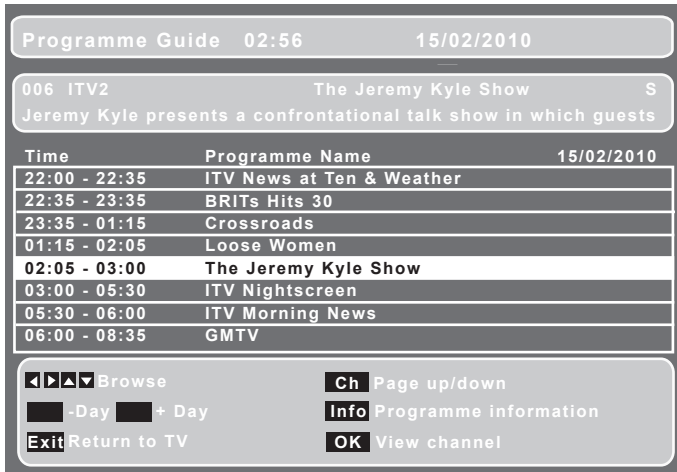 Programme Guide 02:56 15/02/2010
006 ITV2 The Jeremy Kyle Show S
Jeremy Kyle presents a confrontational talk show in which guests
Time Programme Name 15/02/2010
22:00 - 22:35 ITV News at Ten & Weather
22:35 - 23:35 BRITs Hits 30
23:35 - 01:15 Crossroads
01:15 - 02:05 Loose Women
02:05 - 03:00 The Jeremy Kyle Show
03:00 - 05:30 ITV Nightscreen
05:30 - 06:00 ITV Morning News
06:00 - 08:35 GMTV
Browse Ch Page up/down
-Day + Day Info Programme information
Exit Return to TV OK View channel